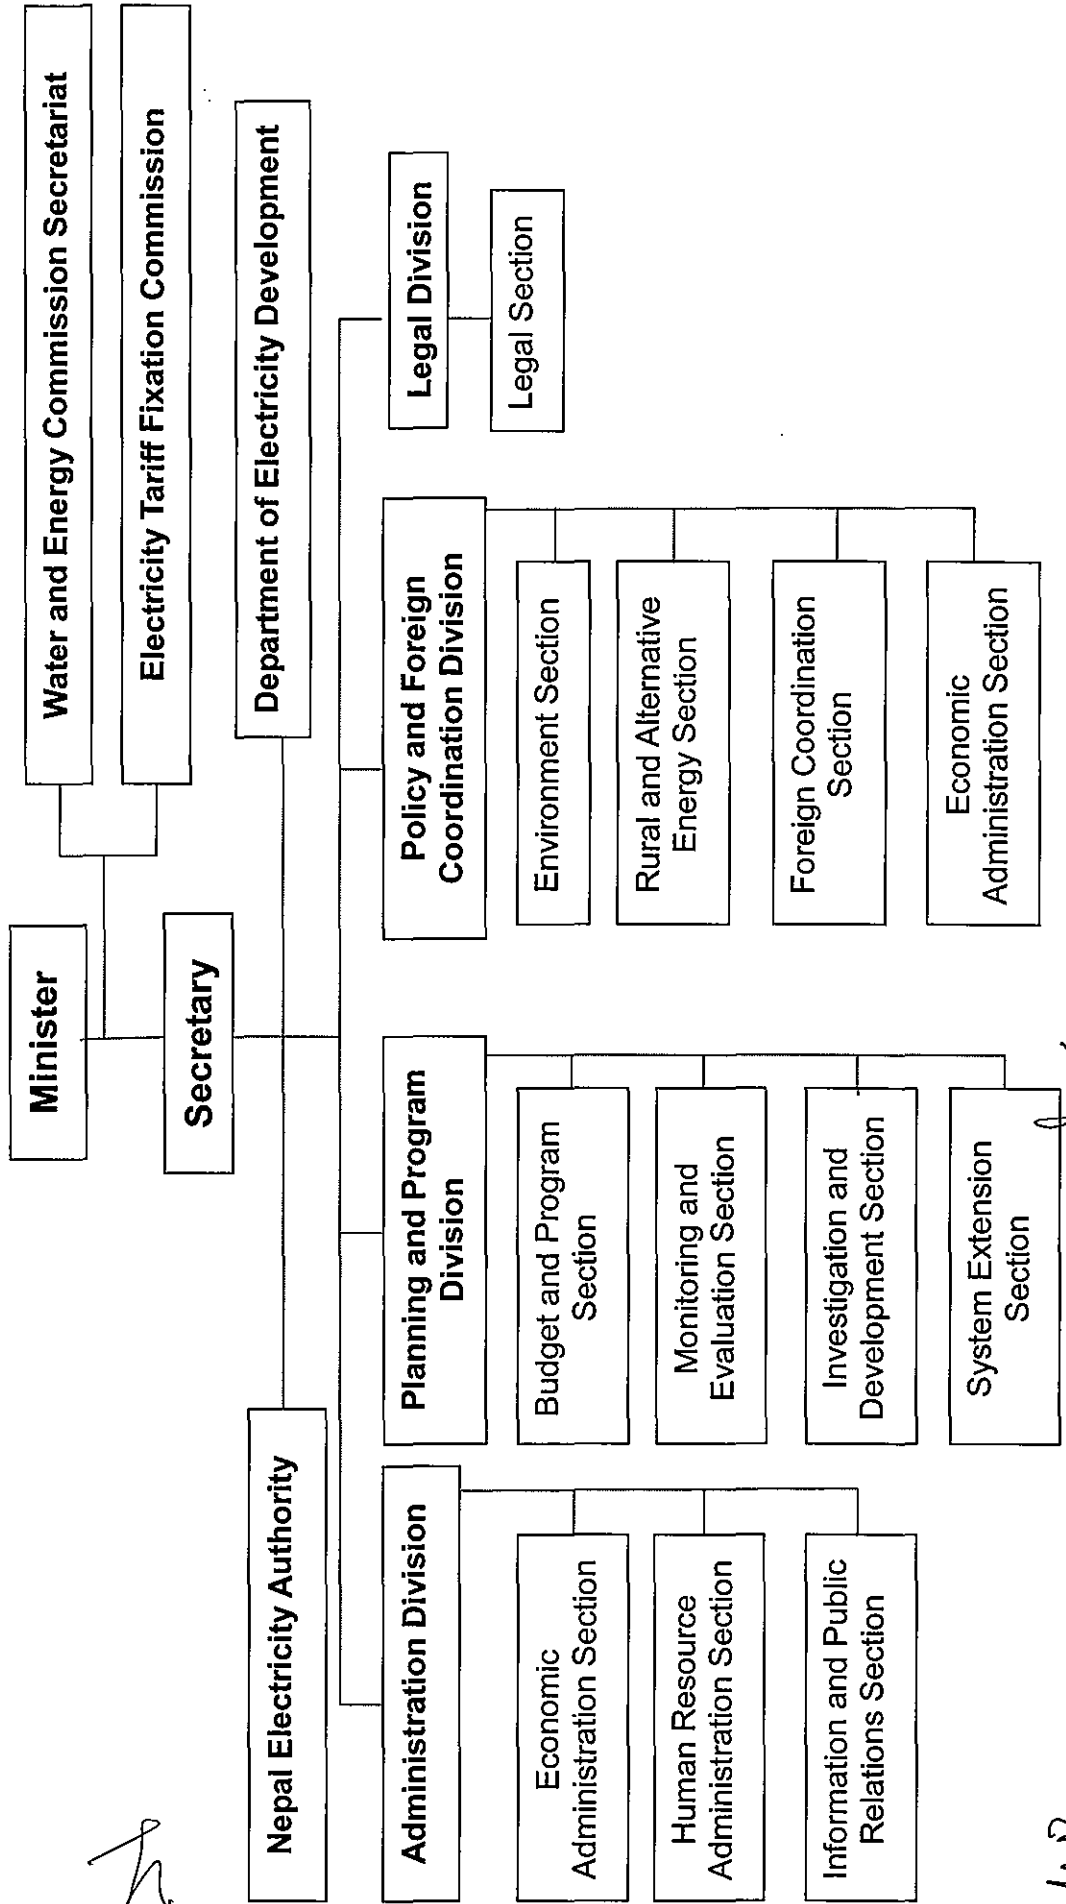 Minister
Water and Energy Commission Secretariat
Electricity Tariff Fixation Commission
Secretary
Nepal Electricity Authority
Department of Electricity Development
Administration Division
Economic
Administration Section
Human Resource
Administration Section
Information and Public
Relations Section
Planning and Program
Division
Budget and Program
Section
Monitoring and
Evaluation Section
Investigation and
Development Section
System Extension
Section
Policy and Foreign
Coordination Division
Environment Section
Rural and Alternative
Energy Section
Foreign Coordination
Section
Economic
Administration Section
Legal Division
Legal Section